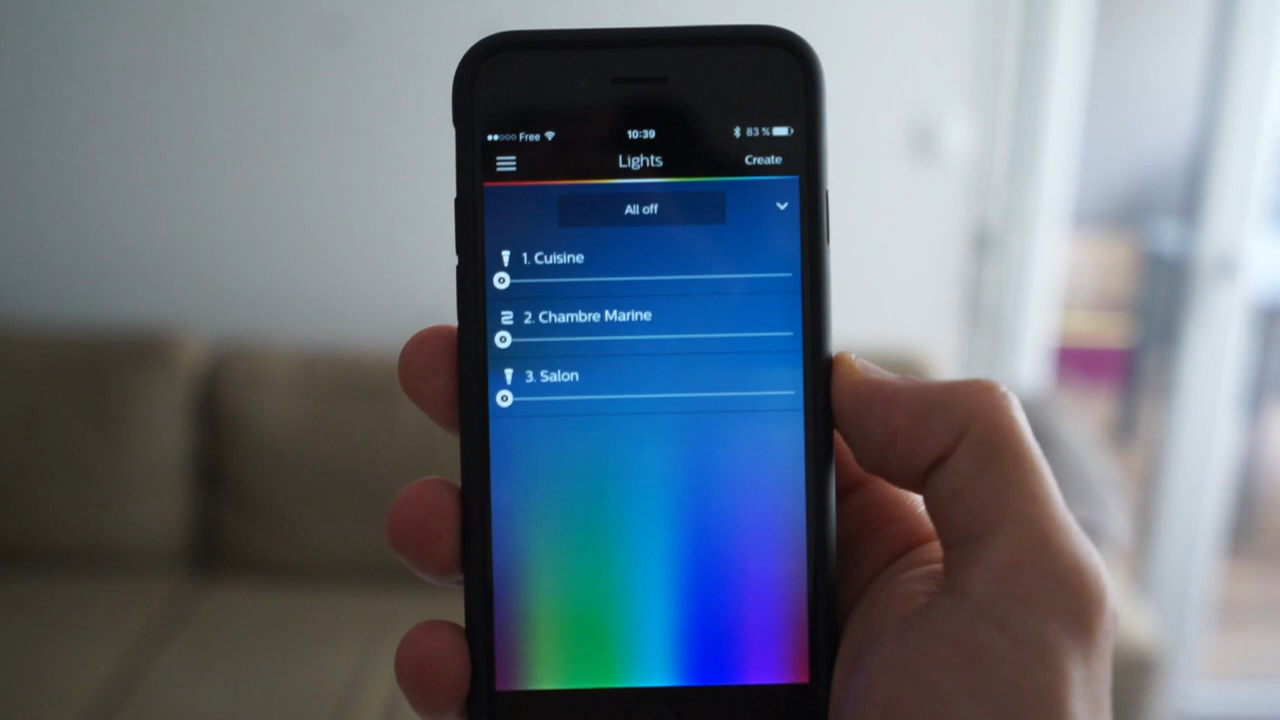 Free 10:39 83 %
Lights Create
All off
1. Cuisine
2. Chambre Marine
3. Salon